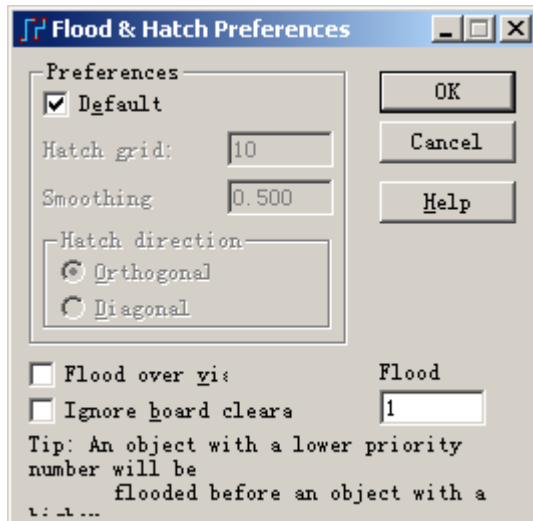 Flood & Hatch Preferences
Preferences
Default
OK
Hatch grid:
10
Cancel
Smoothing
0.500
Help
Hatch direction
Orthogonal
Diagonal
Flood over vi
Flood
Ignore board cleara
1
Tip: An object with a lower priority
number will be
flooded before an object with a